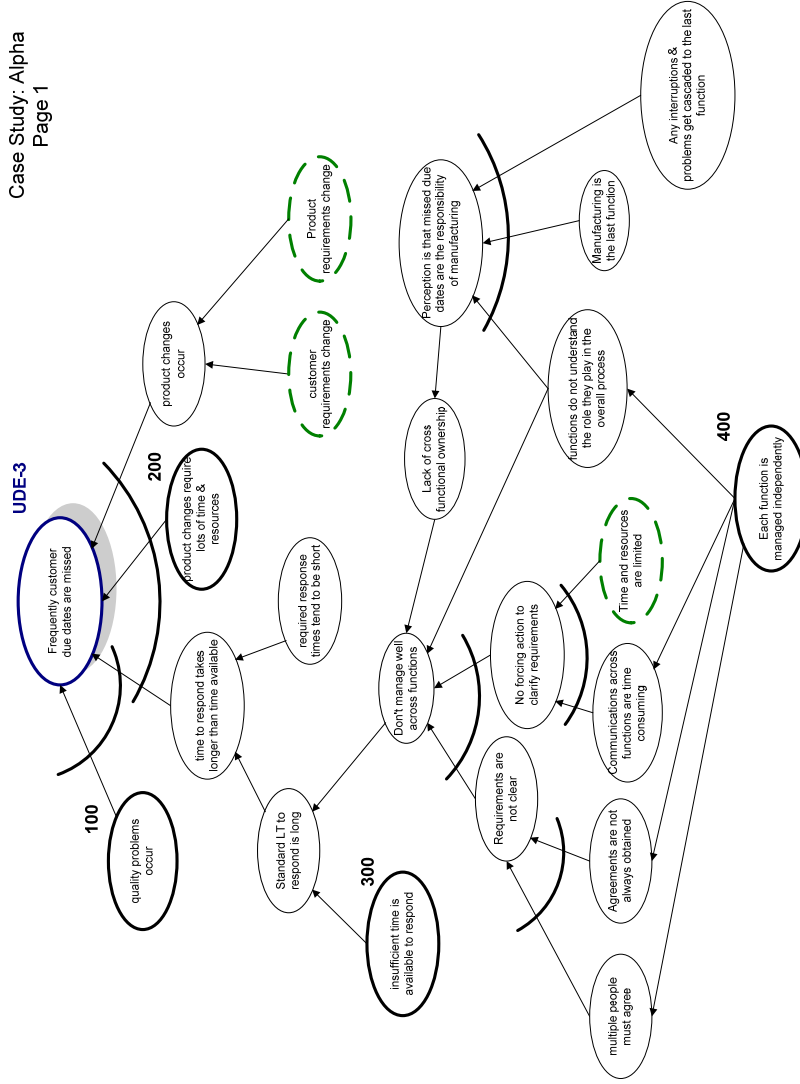 Case Study: Alpha
Page 1
UDE-3
Frequently customer
due dates are missed
100
quality problems
occur
200
product changes require
lots of time &
resources
product changes
occur
customer
requirements change
Product
requirements change
time to respond takes
longer than time available
required response
times tend to be short
Standard LT to
respond is long
300
insufficient time is
available to respond
Don't manage well
across functions
Lack of cross
functional ownership
Perception is that missed due
dates are the responsibility
of manufacturing
Requirements are
not clear
No forcing action to
clarify requirements
functions do not understand
the role they play in the
overall process
Manufacturing is
the last function
Any interruptions &
problems get cascaded to the last
function
multiple people
must agree
Agreements are not
always obtained
Communications across
functions are time
consuming
Time and resources
are limited
400
Each function is
managed independently